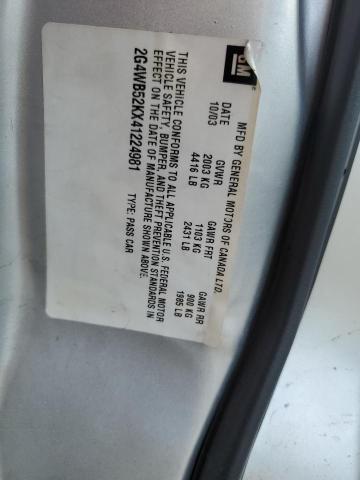 GM
MFD BY GENERAL MOTORS OF CANADA LTD.
DATE GVWR GAWR FRT GAWR RR
10/03 2003 KG 1103 KG 900 KG
4416 LB 2431 LB 1985 LB
THIS VEHICLE CONFORMS TO ALL APPLICABLE U.S. FEDERAL MOTOR
VEHICLE SAFETY, BUMPER, AND THEFT PREVENTION STANDARDS IN
EFFECT ON THE DATE OF MANUFACTURE SHOWN ABOVE.
2G4WB52KX41224981 TYPE: PASS CAR